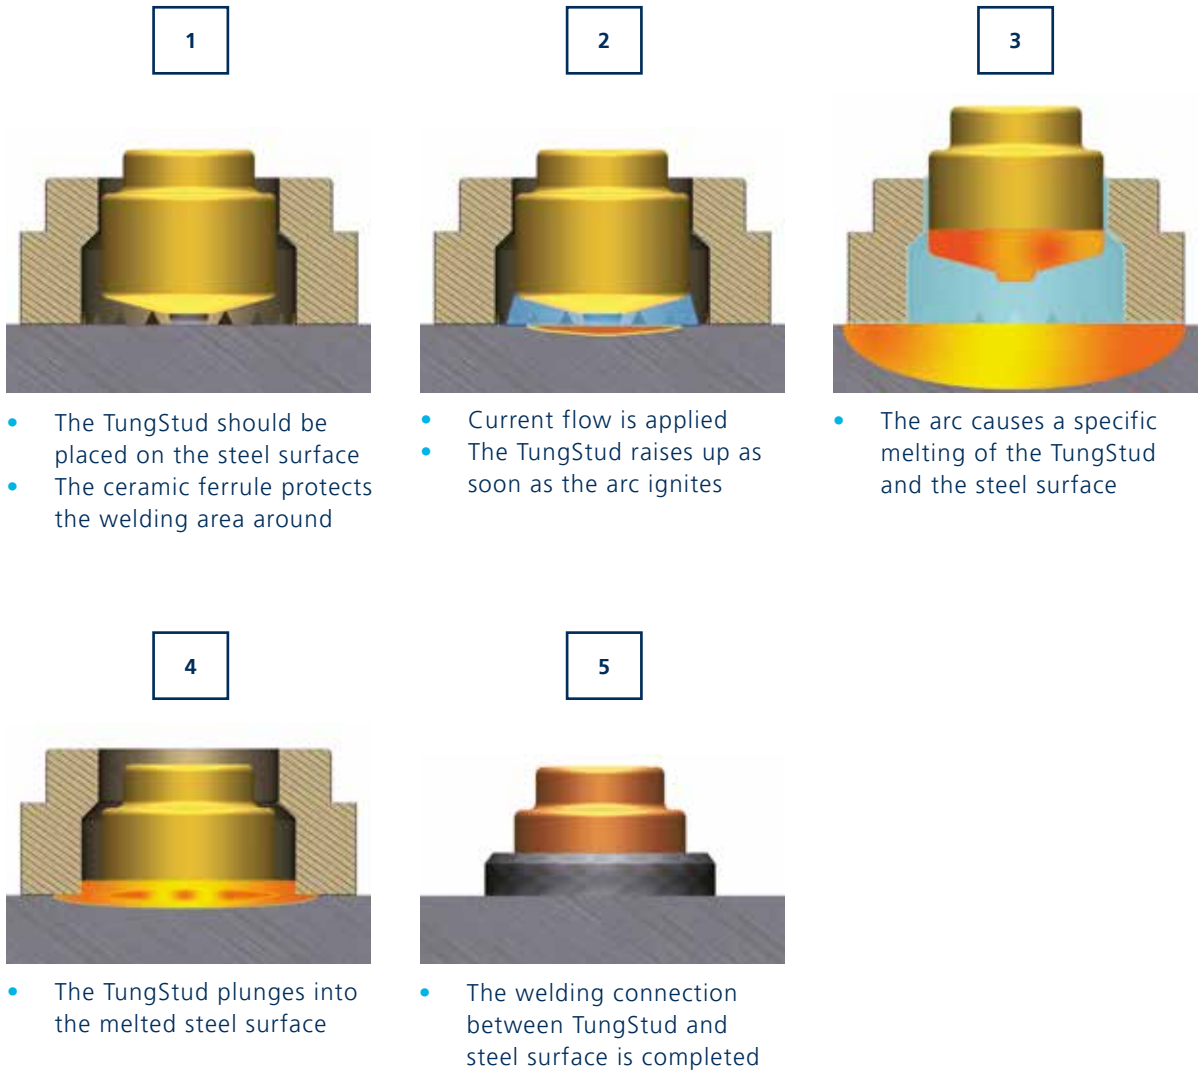 1
• The TungStud should be
placed on the steel surface
• The ceramic ferrule protects
the welding area around
2
• Current flow is applied
• The TungStud raises up as
soon as the arc ignites
3
• The arc causes a specific
melting of the TungStud
and the steel surface
4
• The TungStud plunges into
the melted steel surface
5
• The welding connection
between TungStud and
steel surface is completed